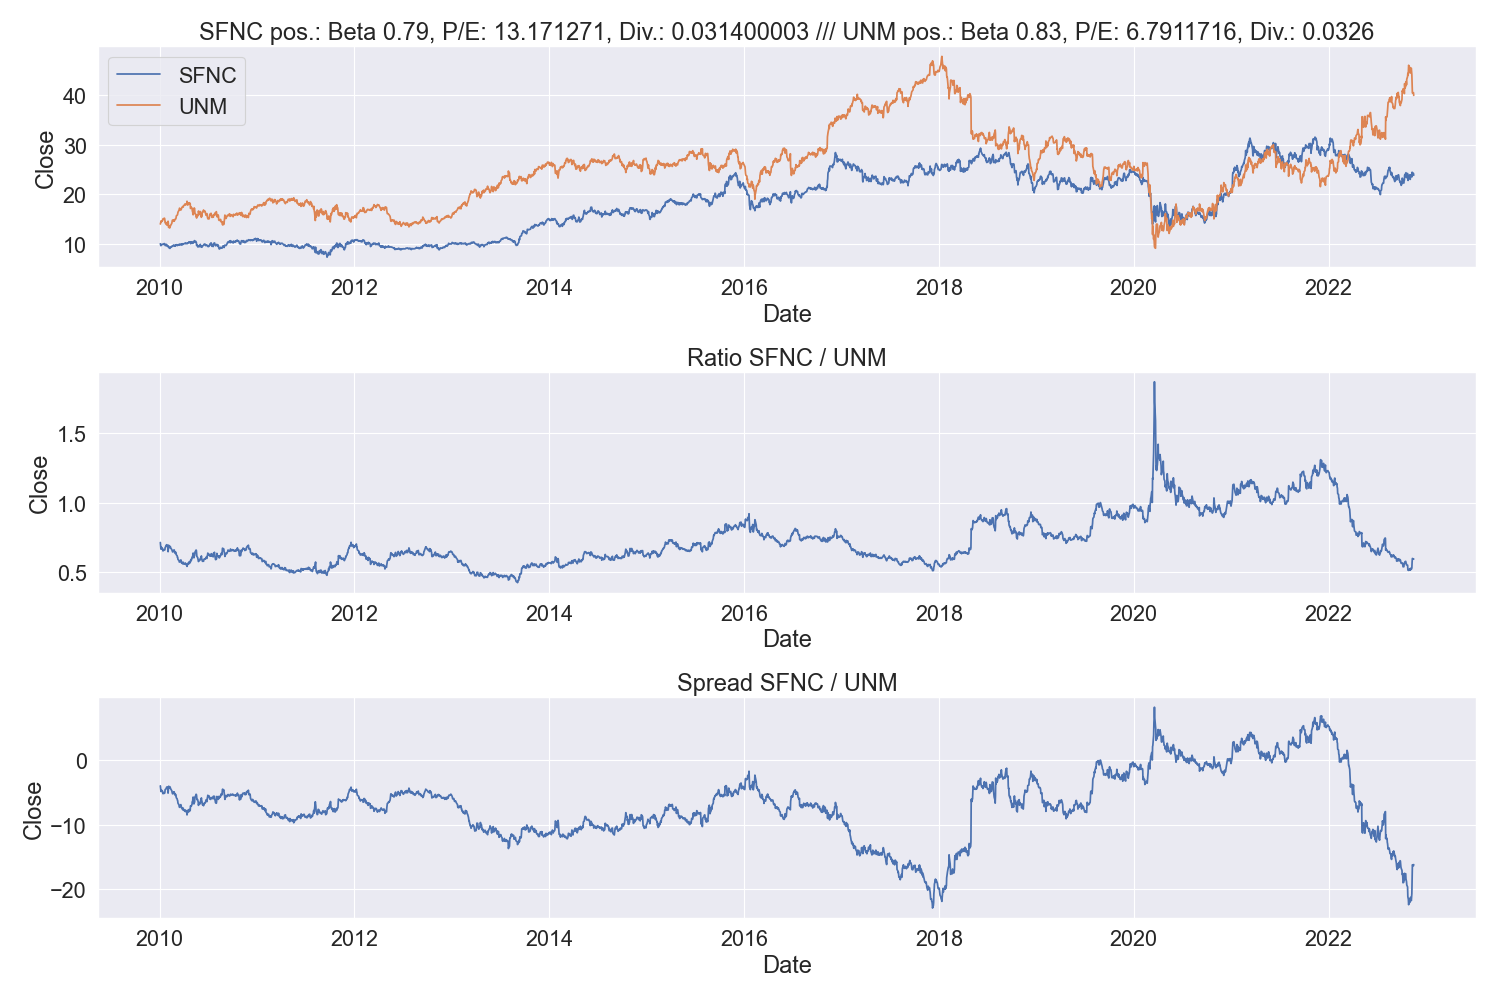 SFNC pos.: Beta 0.79, P/E: 13.171271, Div.: 0.031400003 /// UNM pos.: Beta 0.83, P/E: 6.7911716, Div.: 0.0326
SFNC
UNM
Close
40
30
20
10
2010 2012 2014 2016 2018 2020 2022
Date
Ratio SFNC / UNM
Close
1.5
1.0
0.5
2010 2012 2014 2016 2018 2020 2022
Date
Spread SFNC / UNM
Close
0
−10
−20
2010 2012 2014 2016 2018 2020 2022
Date